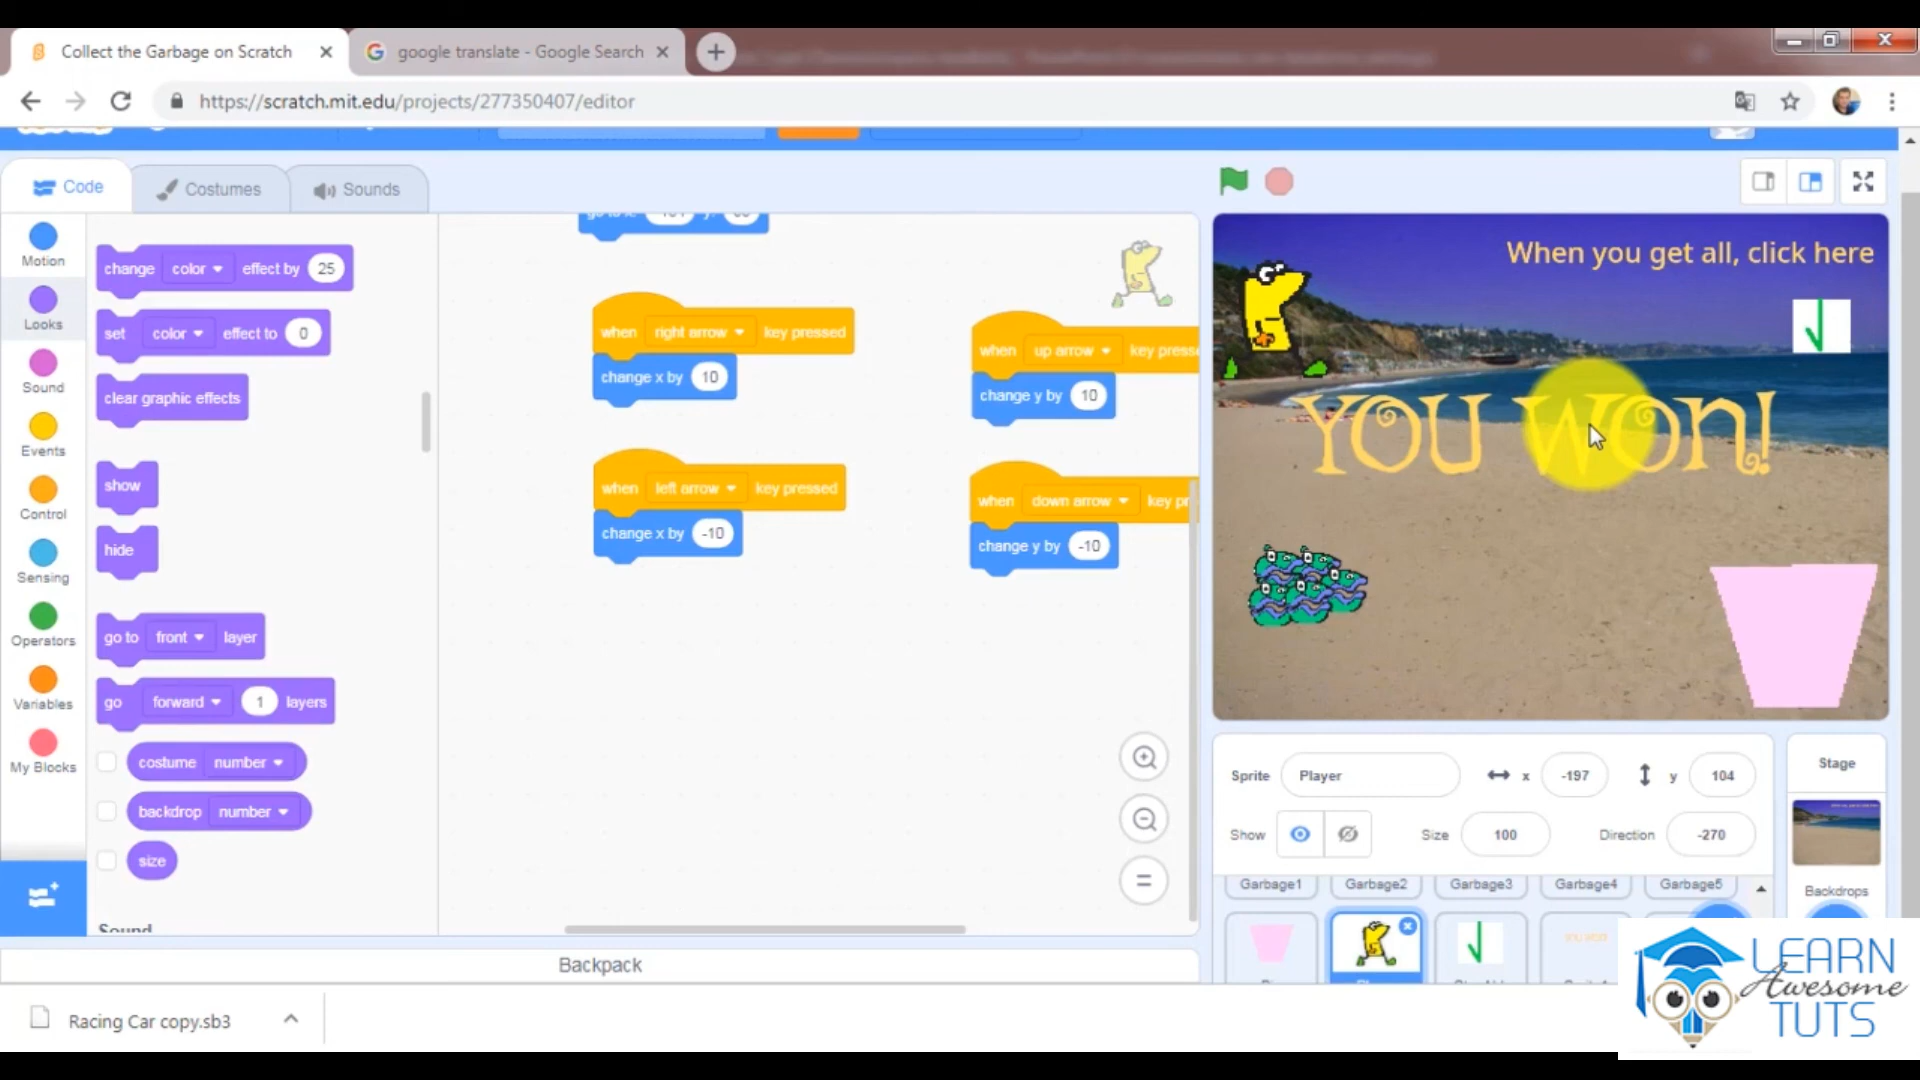 Collect the Garbage on Scratch
google translate - Google Search
https://scratch.mit.edu/projects/277350407/editor
Code
Costumes
Sounds
Motion
Looks
Sound
Events
Control
Sensing
Operators
Variables
My Blocks
change color effect by 25
set color effect to 0
clear graphic effects
show
hide
go to front layer
go forward 1 layers
costume number
backdrop number
size
Sound
when right arrow key pressed
change x by 10
when left arrow key pressed
change x by -10
when up arrow key
change y by 10
when down arrow key
change y by -10
When you get all, click here
YOU WON!
Sprite Player x -197 y 104
Show Size 100 Direction -270
Garbage1 Garbage2 Garbage3 Garbage4 Garbage5
Stage
Backdrops
Backpack
Racing Car copy.sb3
LEARN
Awesome
TUTS